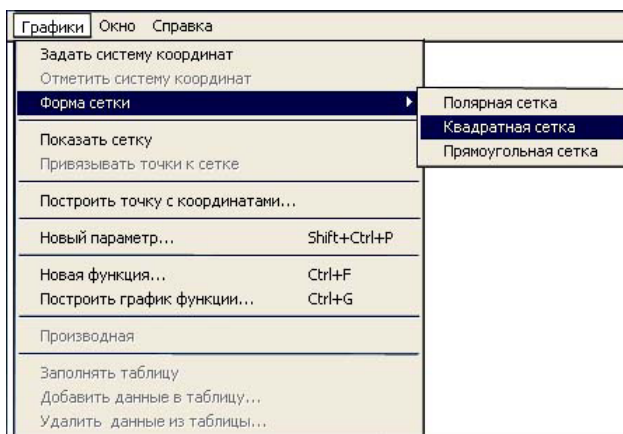 Графики Окно Справка
Задать систему координат
Отметить систему координат
Форма сетки
Полярная сетка
Квадратная сетка
Прямоугольная сетка
Показать сетку
Привязывать точки к сетке
Построить точку с координатами...
Новый параметр... Shift+Ctrl+P
Новая функция... Ctrl+F
Построить график функции... Ctrl+G
Производная
Заполнять таблицу
Добавить данные в таблицу...
Удалить данные из таблицы...